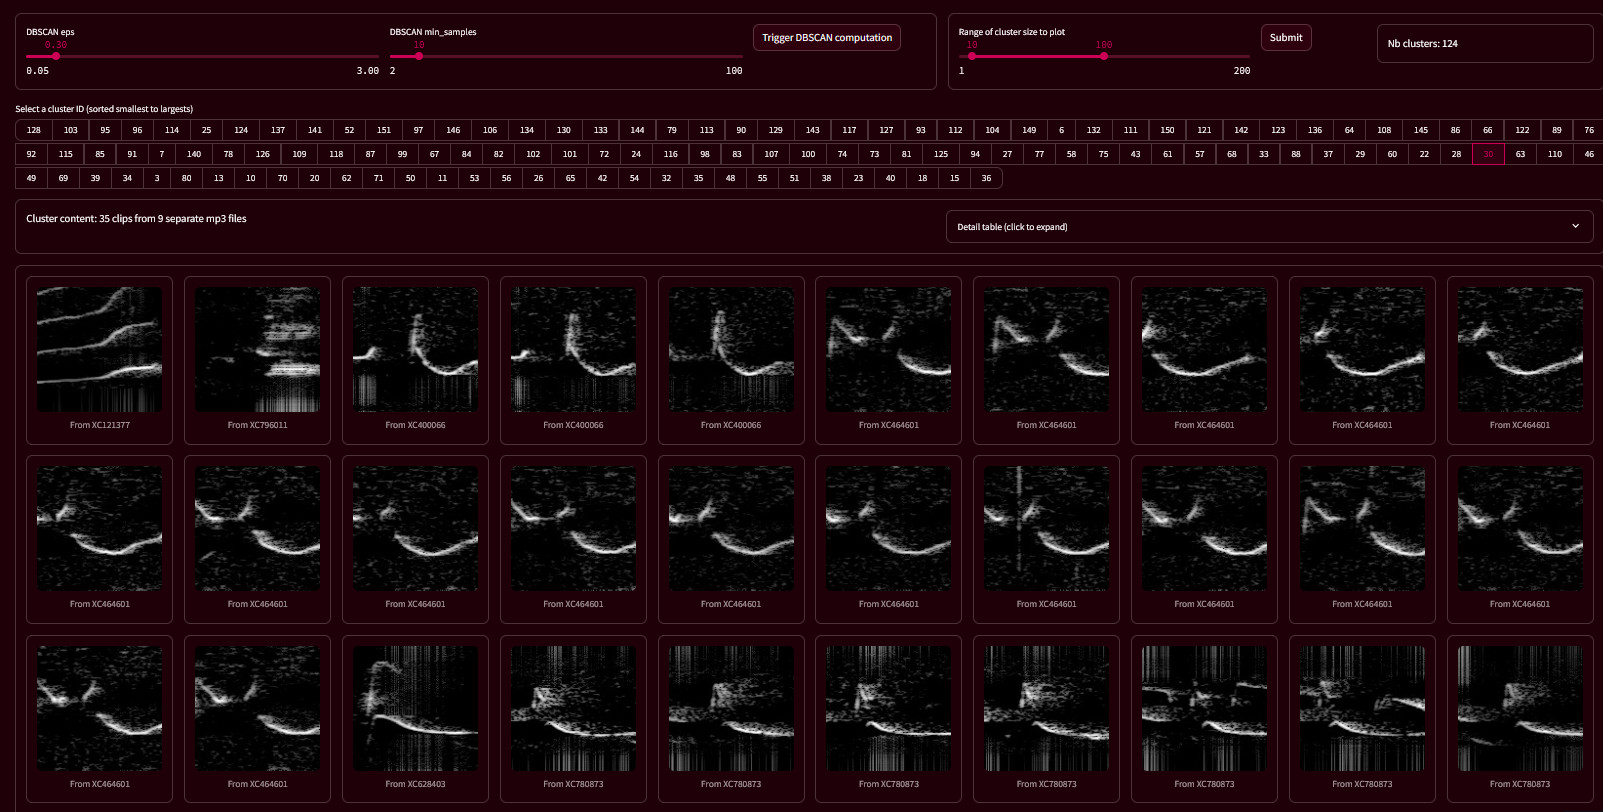 DBSCAN eps
0.30
0.05 3.00
DBSCAN min_samples
10
2 100
Trigger DBSCAN computation
Range of cluster size to plot
10 100
1 200
Submit
Nb clusters: 124
Select a cluster ID (sorted smallest to largests)
128 103 95 96 114 25 124 137 141 52 151 97 146 106 134 130 133 144 79 113 90 129 143 117 127 93 112 104 149 6 132 111 150 121 142 123 136 64 108 145 86 66 122 89 76
92 115 85 91 7 140 78 126 109 118 87 99 67 84 82 102 101 72 24 116 98 83 107 100 74 73 81 125 94 27 77 58 75 43 61 57 68 33 88 37 29 60 22 28 30 63 110 46
49 69 39 34 3 80 13 10 70 20 62 71 50 11 53 56 26 65 42 54 32 35 48 55 51 38 23 40 18 15 36
Cluster content: 35 clips from 9 separate mp3 files
Detail table (click to expand)
From XC121377 From XC796011 From XC400066 From XC400066 From XC400066 From XC464601 From XC464601 From XC464601 From XC464601 From XC464601
From XC464601 From XC464601 From XC464601 From XC464601 From XC464601 From XC464601 From XC464601 From XC464601 From XC464601 From XC464601
From XC464601 From XC464601 From XC628403 From XC780873 From XC780873 From XC780873 From XC780873 From XC780873 From XC780873 From XC780873